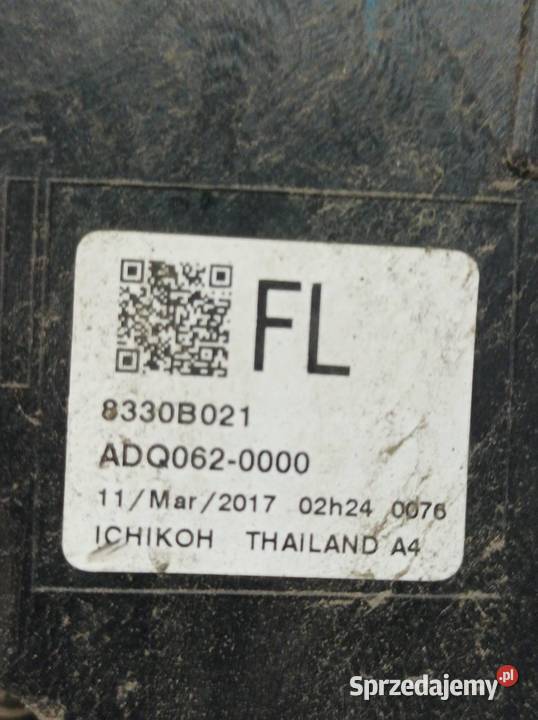 FL
8330B021
ADQ062-0000
11/Mar/2017 02h24 0076
ICHIKOH THAILAND A4
Sprzedajemy.pl